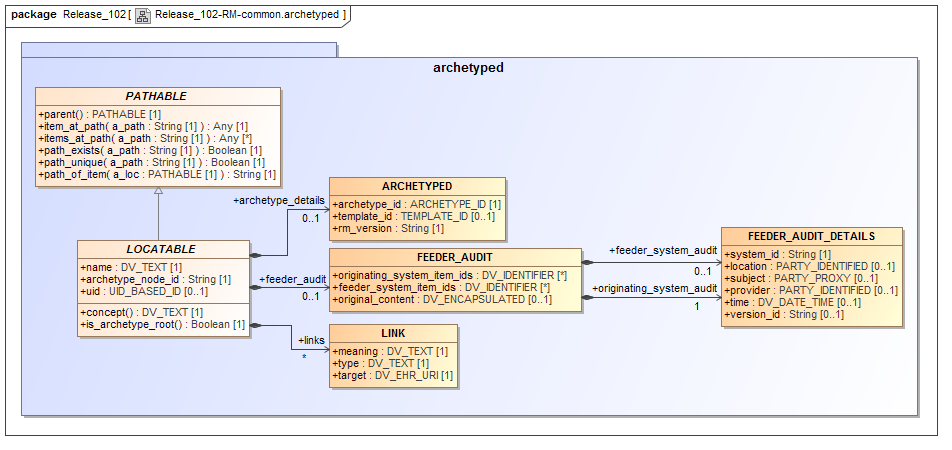 package Release_102 [ Release_102-RM-common.archetyped ]
archetyped
PATHABLE
+parent() : PATHABLE [1]
+item_at_path( a_path : String [1] ) : Any [1]
+items_at_path( a_path : String [1] ) : Any [*]
+path_exists( a_path : String [1] ) : Boolean [1]
+path_unique( a_path : String [1] ) : Boolean [1]
+path_of_item( a_loc : PATHABLE [1] ) : String [1]
LOCATABLE
+name : DV_TEXT [1]
+archetype_node_id : String [1]
+uid : UID_BASED_ID [0..1]
+concept() : DV_TEXT [1]
+is_archetype_root() : Boolean [1]
+archetype_details
0..1
+feeder_audit
0..1
+links
*
ARCHETYPED
+archetype_id : ARCHETYPE_ID [1]
+template_id : TEMPLATE_ID [0..1]
+rm_version : String [1]
FEEDER_AUDIT
+originating_system_item_ids : DV_IDENTIFIER [*]
+feeder_system_item_ids : DV_IDENTIFIER [*]
+original_content : DV_ENCAPSULATED [0..1]
LINK
+meaning : DV_TEXT [1]
+type : DV_TEXT [1]
+target : DV_EHR_URI [1]
+feeder_system_audit
0..1
+originating_system_audit
1
FEEDER_AUDIT_DETAILS
+system_id : String [1]
+location : PARTY_IDENTIFIED [0..1]
+subject : PARTY_PROXY [0..1]
+provider : PARTY_IDENTIFIED [0..1]
+time : DV_DATE_TIME [0..1]
+version_id : String [0..1]